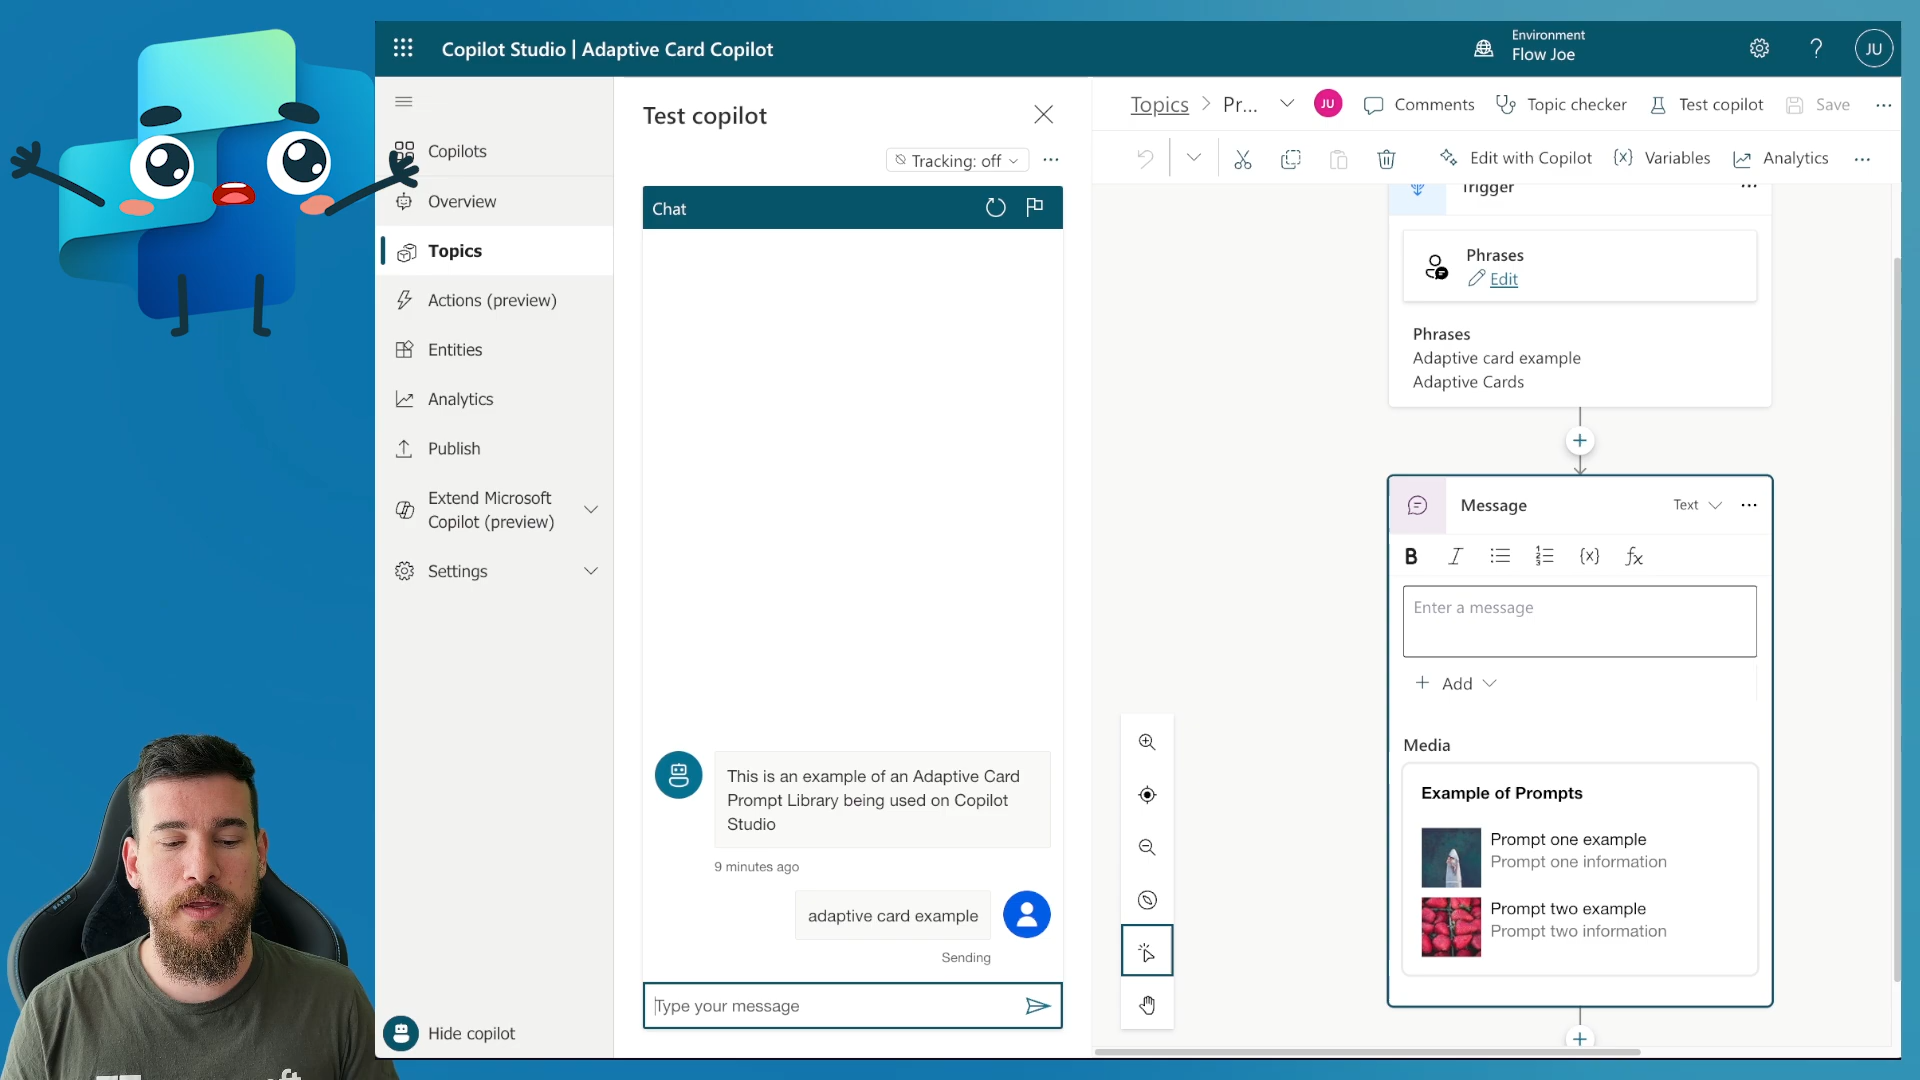 Copilot Studio | Adaptive Card Copilot
Environment
Flow Joe
JU
Copilots
Overview
Topics
Actions (preview)
Entities
Analytics
Publish
Extend Microsoft
Copilot (preview)
Settings
Hide copilot
Test copilot
Tracking: off
Chat
This is an example of an Adaptive Card
Prompt Library being used on Copilot
Studio
9 minutes ago
adaptive card example
Sending
Type your message
Topics > Pr...
JU
Comments
Topic checker
Test copilot
Save
Edit with Copilot
Variables
Analytics
Trigger
Phrases
Edit
Phrases
Adaptive card example
Adaptive Cards
Message
Text
Enter a message
Add
Media
Example of Prompts
Prompt one example
Prompt one information
Prompt two example
Prompt two information